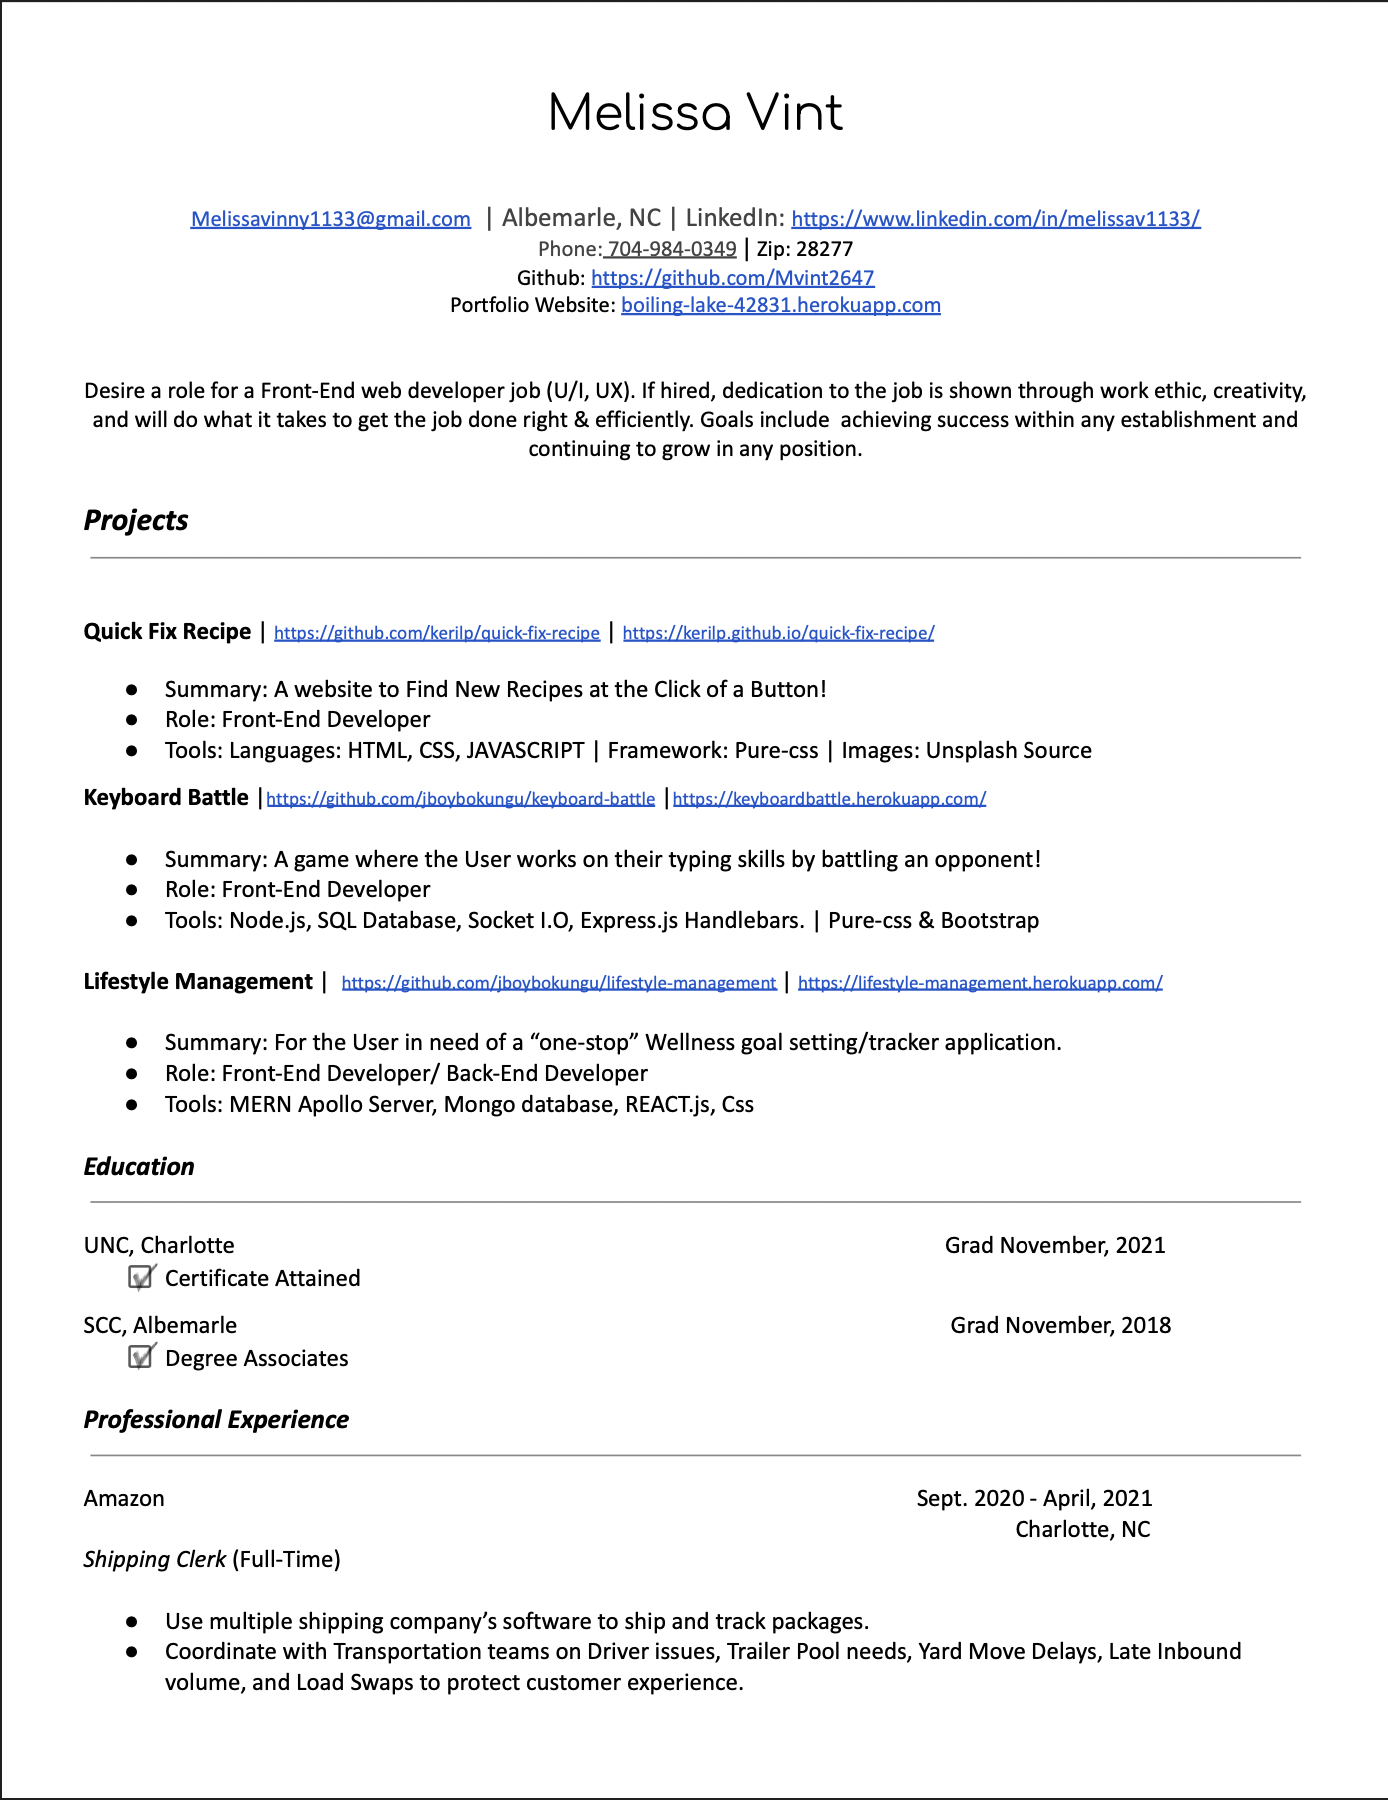 Melissa Vint
Melissavinny1133@gmail.com | Albemarle, NC | LinkedIn: https://www.linkedin.com/in/melissav1133/
Phone: 704-984-0349 | Zip: 28277
Github: https://github.com/Mvint2647
Portfolio Website: boiling-lake-42831.herokuapp.com
Desire a role for a Front-End web developer job (U/I, UX). If hired, dedication to the job is shown through work ethic, creativity,
and will do what it takes to get the job done right & efficiently. Goals include  achieving success within any establishment and
continuing to grow in any position.
Projects
Quick Fix Recipe | https://github.com/kerilp/quick-fix-recipe | https://kerilp.github.io/quick-fix-recipe/
● Summary: A website to Find New Recipes at the Click of a Button!
● Role: Front-End Developer
● Tools: Languages: HTML, CSS, JAVASCRIPT | Framework: Pure-css | Images: Unsplash Source
Keyboard Battle |https://github.com/jboybokungu/keyboard-battle |https://keyboardbattle.herokuapp.com/
● Summary: A game where the User works on their typing skills by battling an opponent!
● Role: Front-End Developer
● Tools: Node.js, SQL Database, Socket I.O, Express.js Handlebars. | Pure-css & Bootstrap
Lifestyle Management | https://github.com/jboybokungu/lifestyle-management | https://lifestyle-management.herokuapp.com/
● Summary: For the User in need of a “one-stop” Wellness goal setting/tracker application.
● Role: Front-End Developer/ Back-End Developer
● Tools: MERN Apollo Server, Mongo database, REACT.js, Css
Education
UNC, Charlotte Grad November, 2021
Certificate Attained
SCC, Albemarle Grad November, 2018
Degree Associates
Professional Experience
Amazon Sept. 2020 - April, 2021
Charlotte, NC
Shipping Clerk (Full-Time)
● Use multiple shipping company’s software to ship and track packages.
● Coordinate with Transportation teams on Driver issues, Trailer Pool needs, Yard Move Delays, Late Inbound
volume, and Load Swaps to protect customer experience.